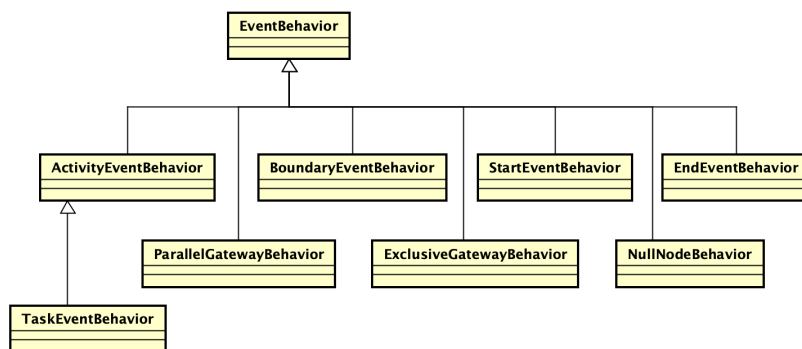 EventBehavior
ActivityEventBehavior
BoundaryEventBehavior
StartEventBehavior
EndEventBehavior
ParallelGatewayBehavior
ExclusiveGatewayBehavior
NullNodeBehavior
TaskEventBehavior